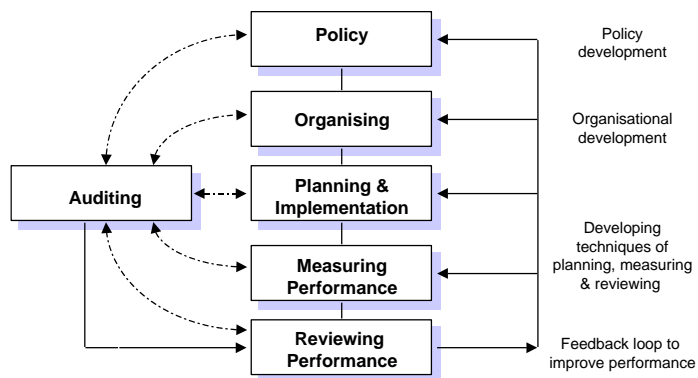 Policy
Organising
Auditing
Planning &
Implementation
Measuring
Performance
Reviewing
Performance
Policy
development
Organisational
development
Developing
techniques of
planning, measuring
& reviewing
Feedback loop to
improve performance